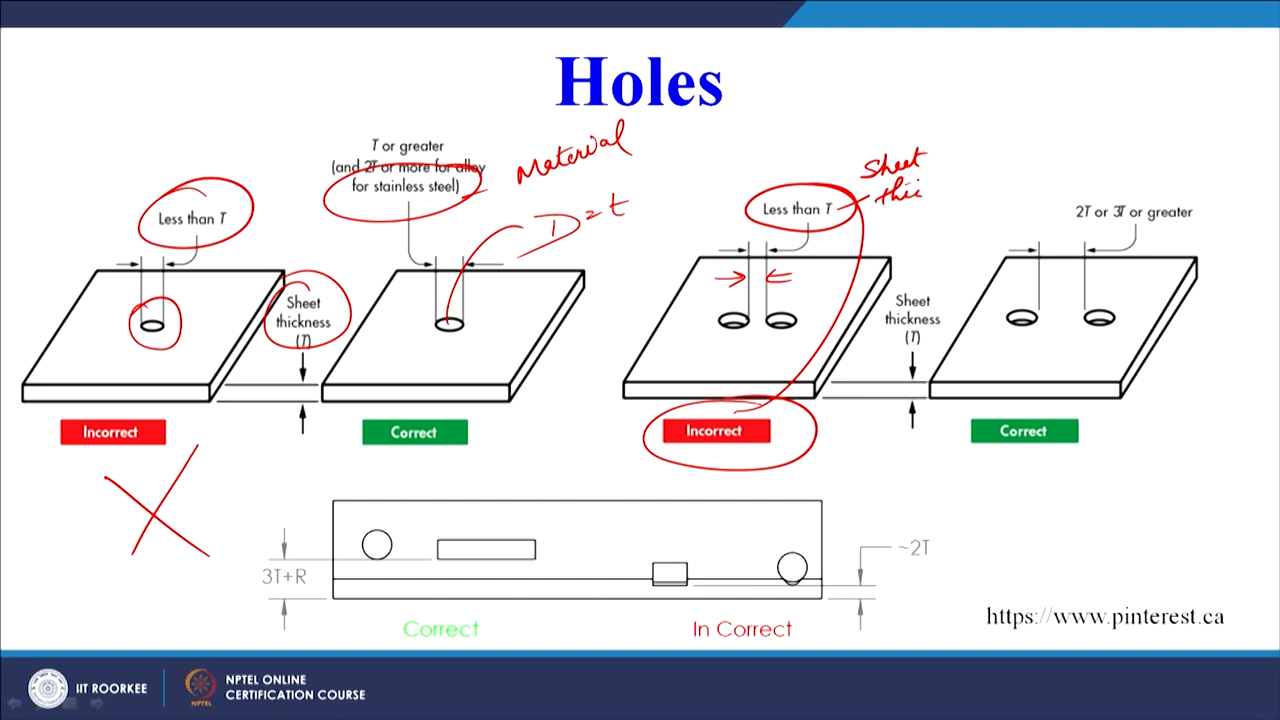 Holes
T or greater
(and 2T or more for alloy
for stainless steel)
Material
Less than T
D=t
Sheet
thickness
(T)
Incorrect
Correct
Less than T
Sheet
thic
2T or 3T or greater
Sheet
thickness
(T)
Incorrect
Correct
3T+R
~2T
Correct
In Correct
https://www.pinterest.ca
IIT ROORKEE
NPTEL
NPTEL ONLINE
CERTIFICATION COURSE